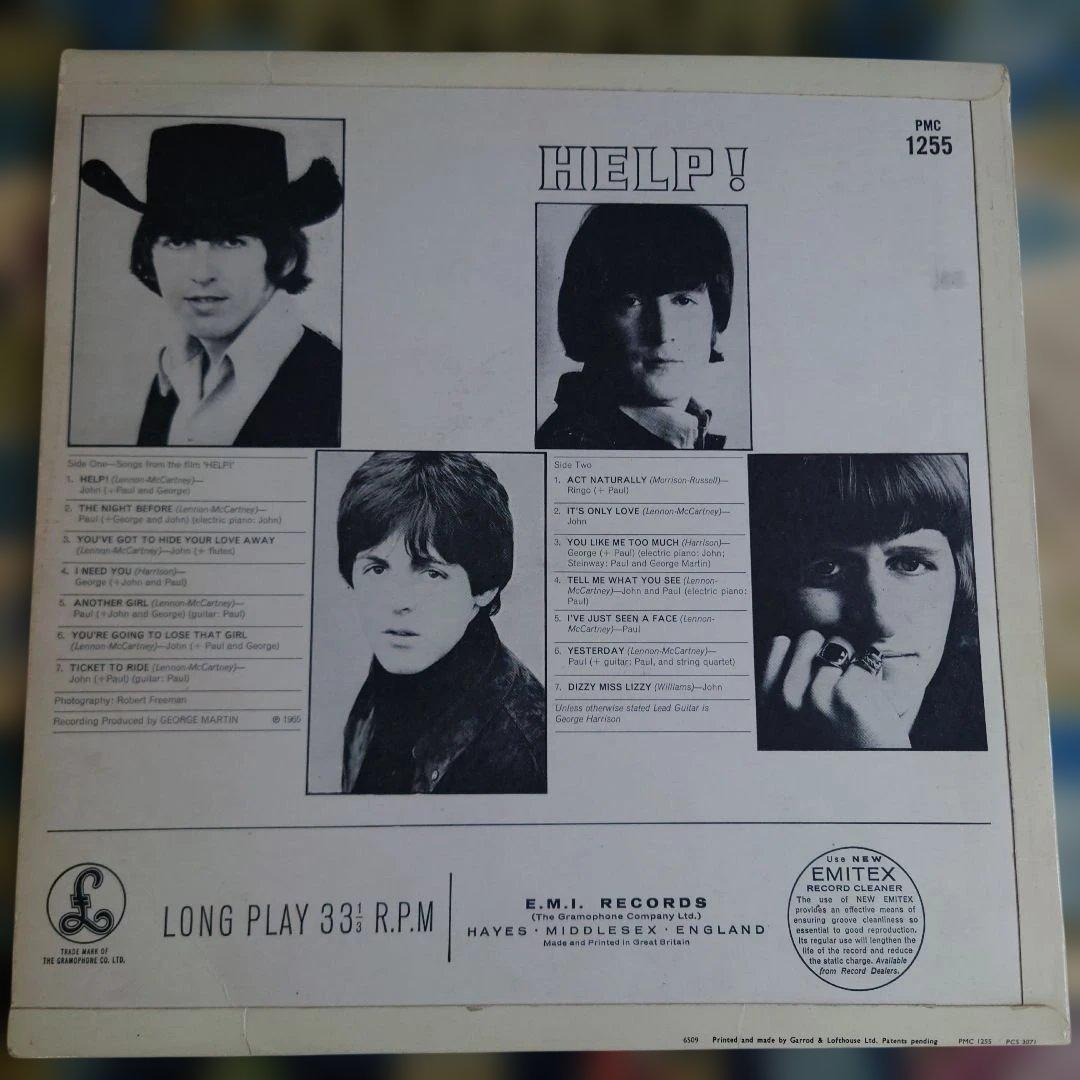 PMC
1255
HELP!
Side One—Songs from the film 'HELP!'
1. HELP! (Lennon-McCartney)—
John (+Paul and George)
2. THE NIGHT BEFORE (Lennon-McCartney)—
Paul (+George and John) (electric piano: John)
3. YOU'VE GOT TO HIDE YOUR LOVE AWAY
(Lennon-McCartney)—John (+ flutes)
4. I NEED YOU (Harrison)—
George (+John and Paul)
5. ANOTHER GIRL (Lennon-McCartney)—
Paul (+John and George) (guitar: Paul)
6. YOU'RE GOING TO LOSE THAT GIRL
(Lennon-McCartney)—John (+ Paul and George)
7. TICKET TO RIDE (Lennon-McCartney)—
John (+Paul) (guitar: Paul)
Photography: Robert Freeman
Recording Produced by GEORGE MARTIN ℗ 1965
Side Two
1. ACT NATURALLY (Morrison-Russell)—
Ringo (+ Paul)
2. IT'S ONLY LOVE (Lennon-McCartney)—
John
3. YOU LIKE ME TOO MUCH (Harrison)—
George (+ Paul) (electric piano: John;
Steinway: Paul and George Martin)
4. TELL ME WHAT YOU SEE (Lennon-
McCartney)—John and Paul (electric piano:
Paul)
5. I'VE JUST SEEN A FACE (Lennon-
McCartney)—Paul
6. YESTERDAY (Lennon-McCartney)—
Paul (+ guitar: Paul, and string quartet)
7. DIZZY MISS LIZZY (Williams)—John
Unless otherwise stated Lead Guitar is
George Harrison
£
TRADE MARK OF
THE GRAMOPHONE CO. LTD.
LONG PLAY 33⅓ R.P.M
E.M.I. RECORDS
(The Gramophone Company Ltd.)
HAYES · MIDDLESEX · ENGLAND
Made and Printed in Great Britain
Use NEW
EMITEX
RECORD CLEANER
The use of NEW EMITEX
provides an effective means of
ensuring groove cleanliness so
essential to good reproduction.
Its regular use will lengthen the
life of the record and reduce
the static charge. Available
from Record Dealers.
6509 Printed and made by Garrod & Lofthouse Ltd. Patents pending PMC 1255 PCS 3071